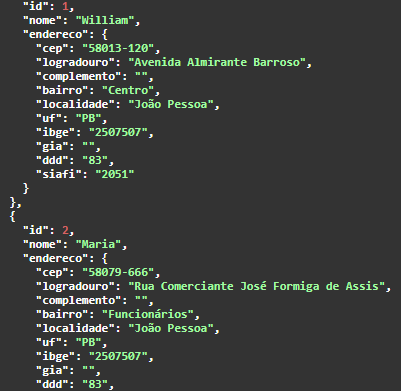 "id": 1,
"nome": "William",
"endereco": {
"cep": "58013-120",
"logradouro": "Avenida Almirante Barroso",
"complemento": "",
"bairro": "Centro",
"localidade": "João Pessoa",
"uf": "PB",
"ibge": "2507507",
"gia": "",
"ddd": "83",
"siafi": "2051"
}
},
{
"id": 2,
"nome": "Maria",
"endereco": {
"cep": "58079-666",
"logradouro": "Rua Comerciante José Formiga de Assis",
"complemento": "",
"bairro": "Funcionários",
"localidade": "João Pessoa",
"uf": "PB",
"ibge": "2507507",
"gia": "",
"ddd": "83",